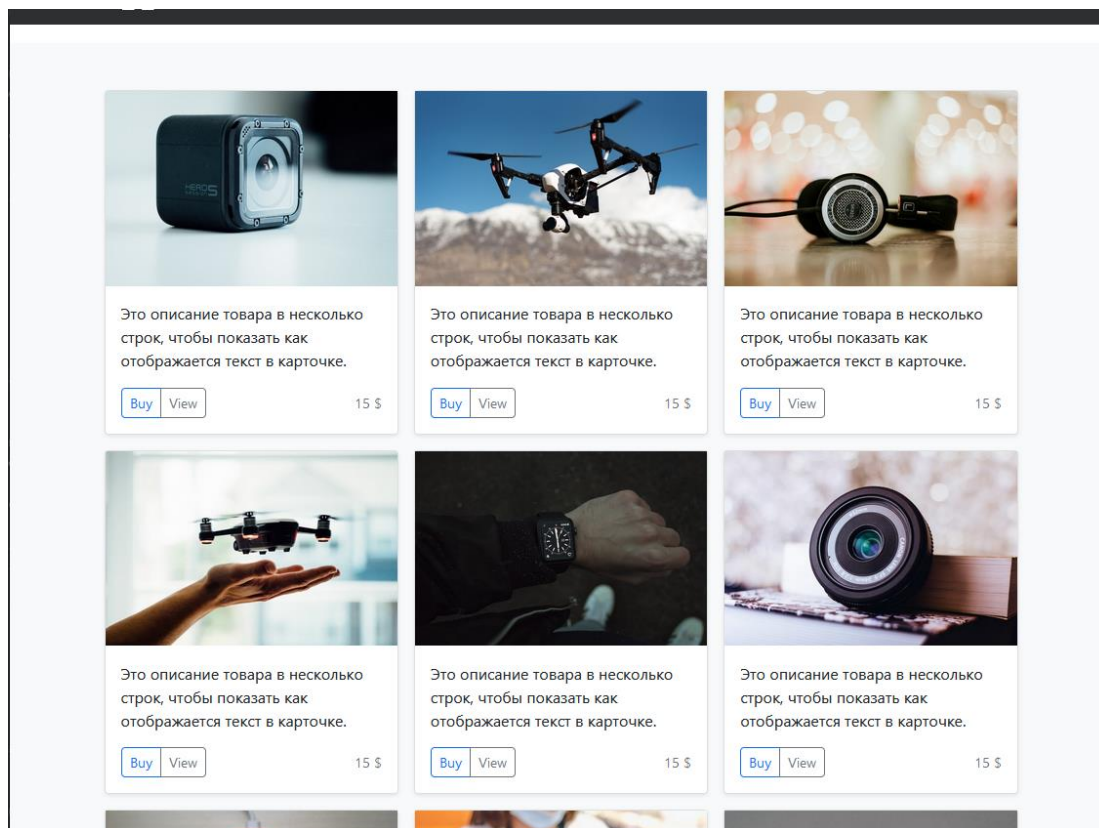 HERO5
Это описание товара в несколько
строк, чтобы показать как
отображается текст в карточке.
Buy View 15 $
Это описание товара в несколько
строк, чтобы показать как
отображается текст в карточке.
Buy View 15 $
Это описание товара в несколько
строк, чтобы показать как
отображается текст в карточке.
Buy View 15 $
Это описание товара в несколько
строк, чтобы показать как
отображается текст в карточке.
Buy View 15 $
Это описание товара в несколько
строк, чтобы показать как
отображается текст в карточке.
Buy View 15 $
Это описание товара в несколько
строк, чтобы показать как
отображается текст в карточке.
Buy View 15 $